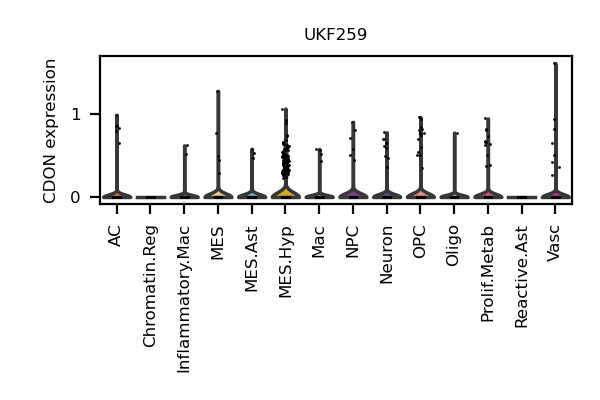 UKF259
CDON expression
1
0
AC
Chromatin.Reg
Inflammatory.Mac
MES
MES.Ast
MES.Hyp
Mac
NPC
Neuron
OPC
Oligo
Prolif.Metab
Reactive.Ast
Vasc